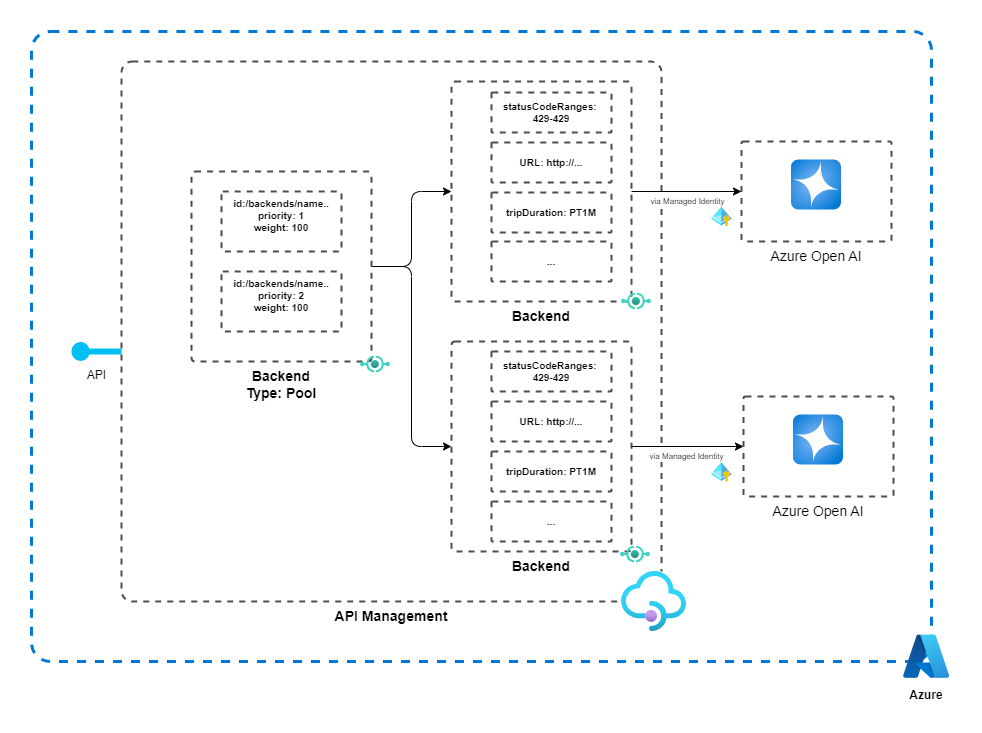 statusCodeRanges:
429-429
URL: http://...
tripDuration: PT1M
...
Backend
id:/backends/name..
priority: 1
weight: 100
id:/backends/name..
priority: 2
weight: 100
Backend
Type: Pool
API
via Managed Identity
Azure Open AI
statusCodeRanges:
429-429
URL: http://...
tripDuration: PT1M
...
Backend
via Managed Identity
Azure Open AI
API Management
Azure